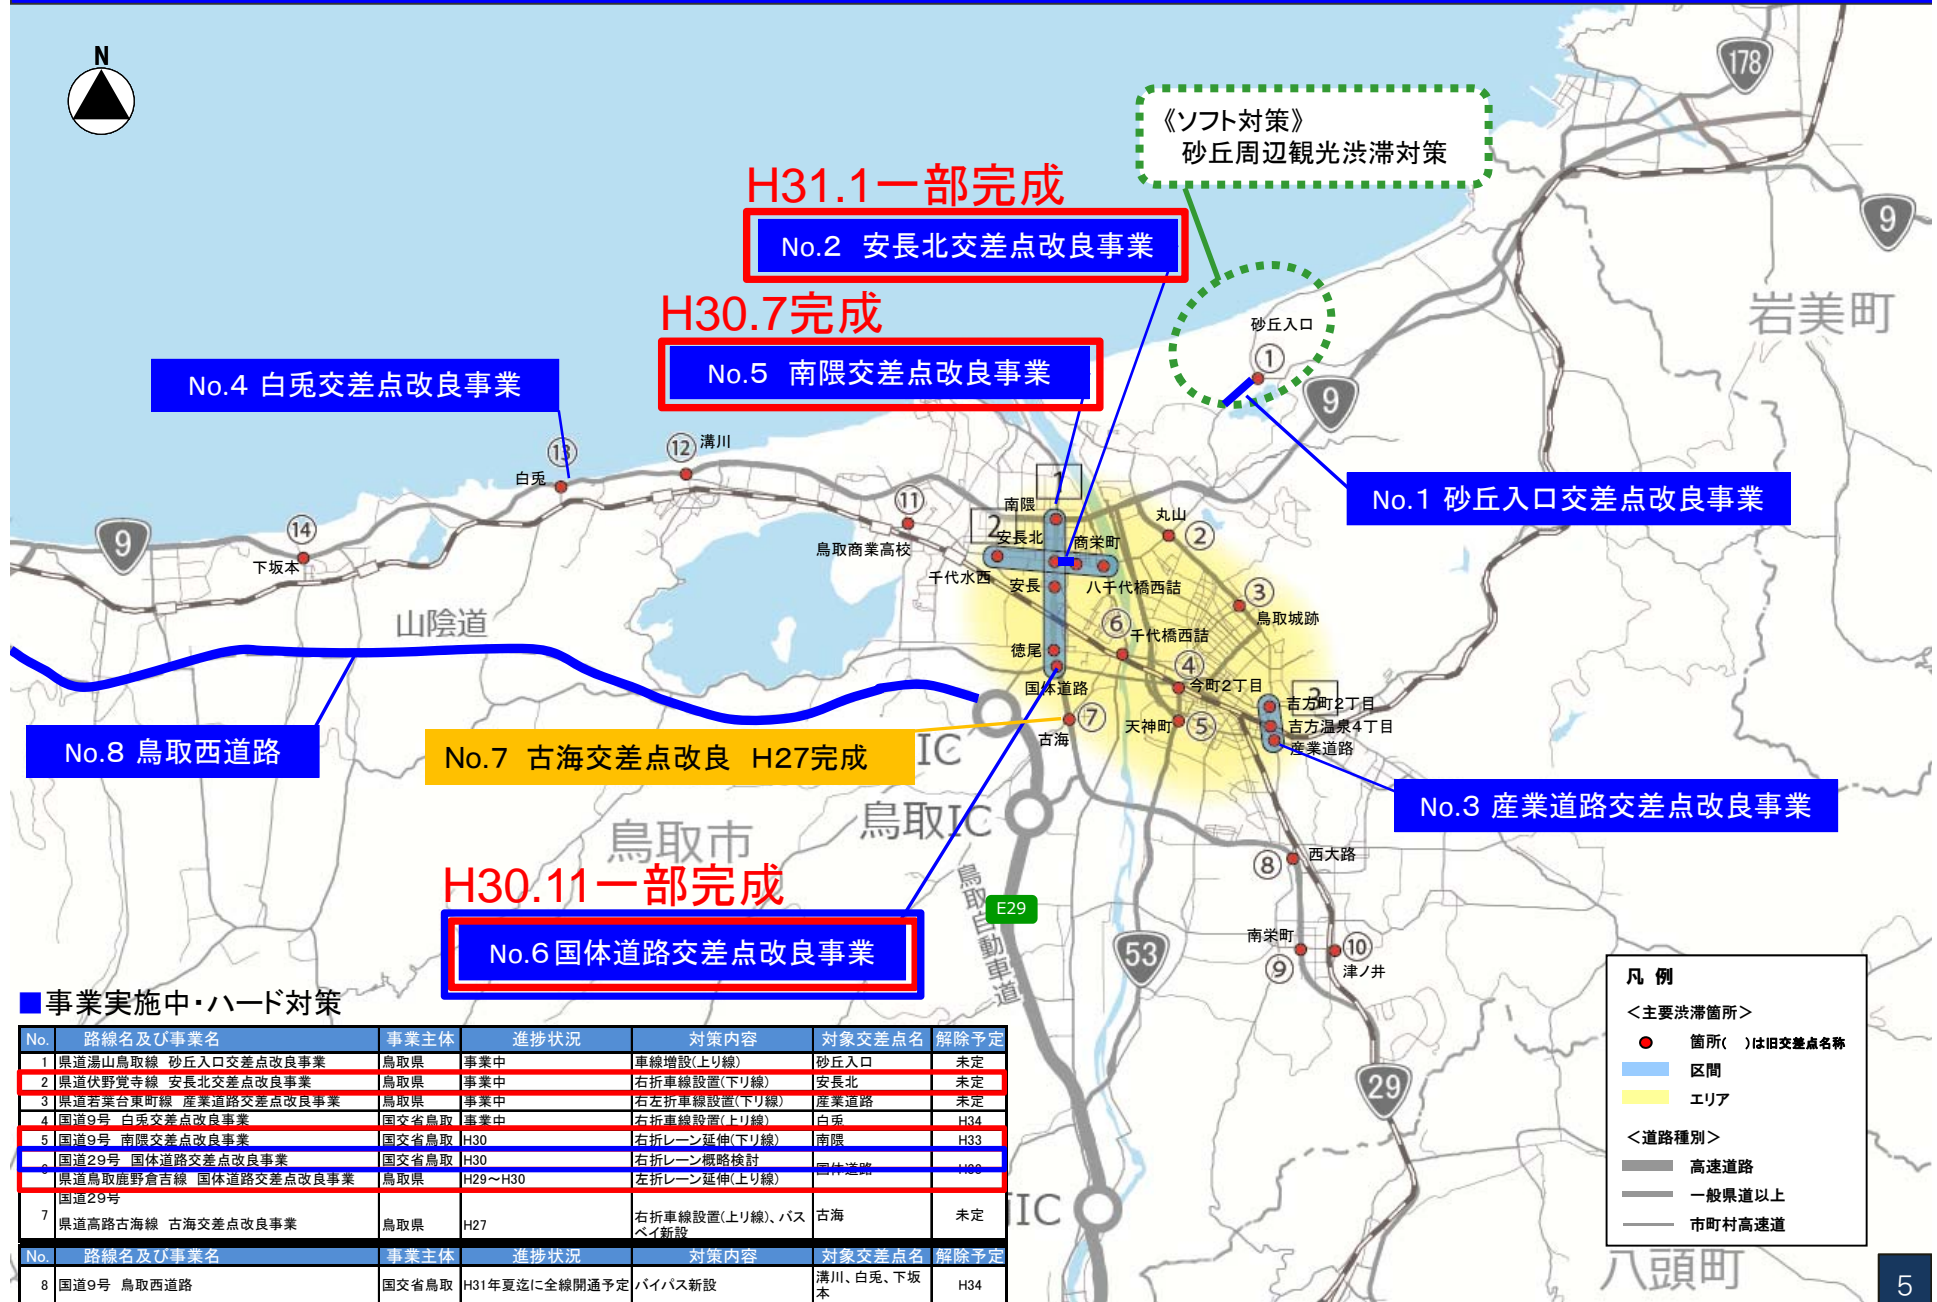 N
178
《ソフト対策》
砂丘周辺観光渋滞対策
H31.1一部完成
No.2 安長北交差点改良事業
9
H30.7完成
No.5 南隈交差点改良事業
岩美町
砂丘入口
①
No.4 白兎交差点改良事業
9
⑬
白兎
⑫
溝川
No.1 砂丘入口交差点改良事業
⑪
鳥取商業高校
1
南隈
2
安長北
商栄町
丸山
②
9
⑭
下坂本
千代水西
安長
八千代橋西詰
③
鳥取城跡
山陰道
⑥
千代橋西詰
徳尾
④
今町2丁目
国体道路
吉方町2丁目
⑦
古海
天神町
⑤
吉方温泉4丁目
産業道路
No.8 鳥取西道路
No.7 古海交差点改良 H27完成
IC
No.3 産業道路交差点改良事業
鳥取市
鳥取IC
⑧
西大路
H30.11一部完成
鳥取自動車道
E29
No.6国体道路交差点改良事業
53
南栄町
⑨
⑩
津ノ井
29
IC
八頭町
凡 例
<主要渋滞箇所>
箇所( )は旧交差点名称
区間
エリア
<道路種別>
高速道路
一般県道以上
市町村高速道
■事業実施中・ハード対策
No. 路線名及び事業名 事業主体 進捗状況 対策内容 対象交差点名 解除予定
1 県道湯山鳥取線 砂丘入口交差点改良事業 鳥取県 事業中 車線増設(上り線) 砂丘入口 未定
2 県道伏野覚寺線 安長北交差点改良事業 鳥取県 事業中 右折車線設置(下り線) 安長北 未定
3 県道若葉台東町線 産業道路交差点改良事業 鳥取県 事業中 右左折車線設置(下り線) 産業道路 未定
4 国道9号 白兎交差点改良事業 国交省鳥取 事業中 右折車線設置(上り線) 白兎 H34
5 国道9号 南隈交差点改良事業 国交省鳥取 H30 右折レーン延伸(下り線) 南隈 H33
国道29号 国体道路交差点改良事業 国交省鳥取 H30 右折レーン概略検討 国体道路
県道鳥取鹿野倉吉線 国体道路交差点改良事業 鳥取県 H29～H30 左折レーン延伸(上り線)
7 国道29号
県道高路古海線 古海交差点改良事業 鳥取県 H27 右折車線設置(上り線)、バスベイ新設 古海 未定
No. 路線名及び事業名 事業主体 進捗状況 対策内容 対象交差点名 解除予定
8 国道9号 鳥取西道路 国交省鳥取 H31年夏迄に全線開通予定 バイパス新設 溝川、白兎、下坂本 H34
5